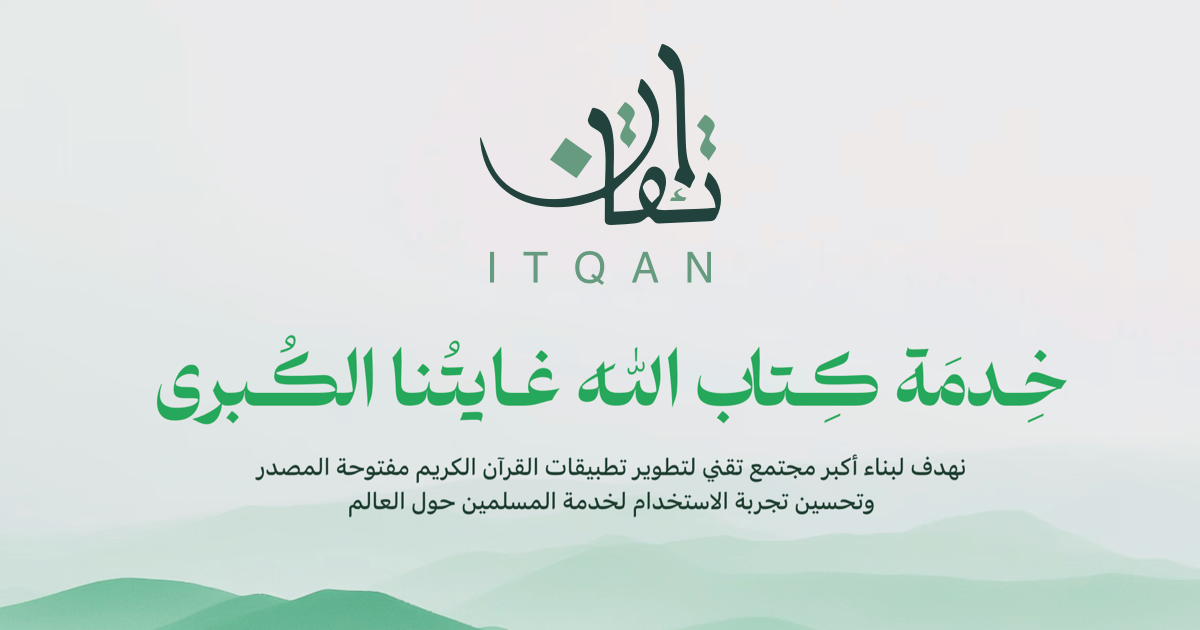 إتقان
ITQAN
خِدمَة كِتاب الله غايتُنا الكُبرى
نهدف لبناء أكبر مجتمع تقني لتطوير تطبيقات القرآن الكريم مفتوحة المصدر
وتحسين تجربة الاستخدام لخدمة المسلمين حول العالم